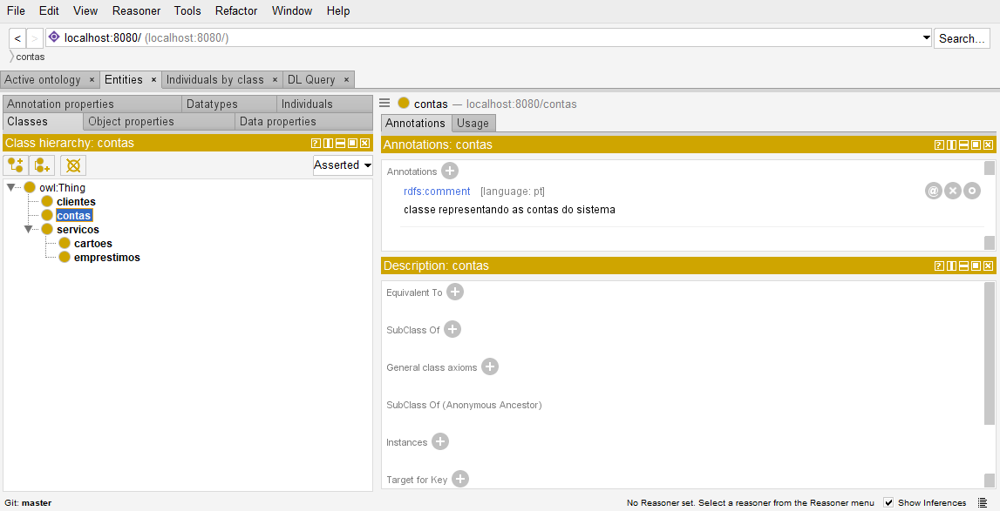 File Edit View Reasoner Tools Refactor Window Help
< > localhost:8080/ (localhost:8080/) Search...
contas
Active ontology × Entities × Individuals by class × DL Query ×
Annotation properties Datatypes Individuals
Classes Object properties Data properties
Class hierarchy: contas
Asserted
owl:Thing
clientes
contas
servicos
cartoes
emprestimos
contas — localhost:8080/contas
Annotations Usage
Annotations: contas
Annotations
rdfs:comment [language: pt]
classe representando as contas do sistema
Description: contas
Equivalent To
SubClass Of
General class axioms
SubClass Of (Anonymous Ancestor)
Instances
Target for Key
Git: master
No Reasoner set. Select a reasoner from the Reasoner menu Show Inferences